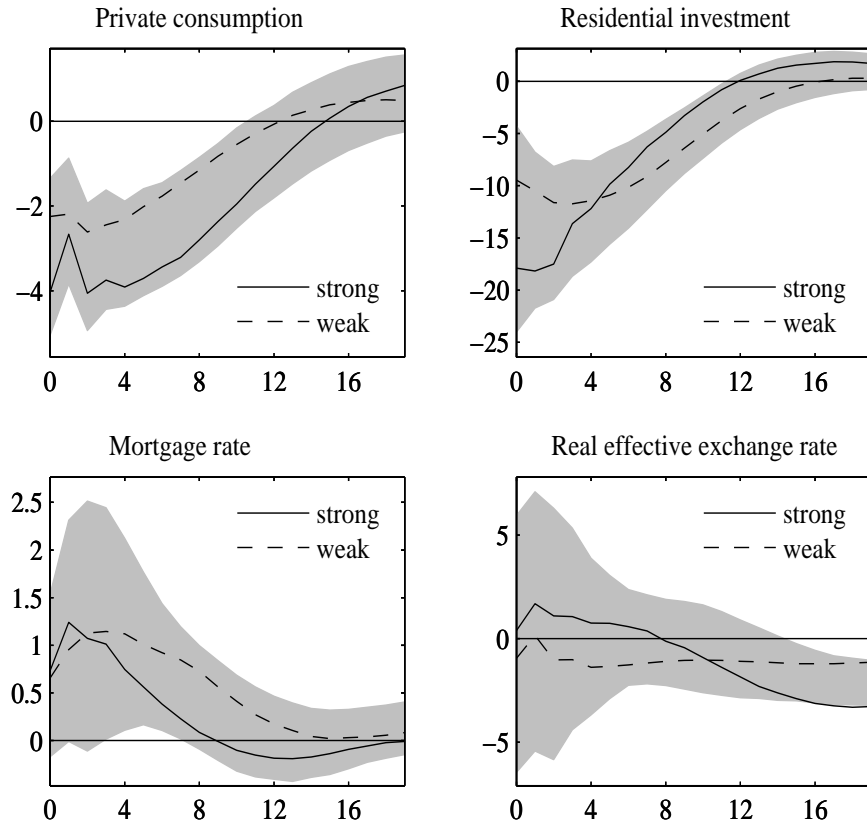 Private consumption
0
−2
−4
strong
weak
0 4 8 12 16
Residential investment
0
−5
−10
−15
−20
−25
strong
weak
0 4 8 12 16
Mortgage rate
2.5
2
1.5
1
0.5
0
strong
weak
0 4 8 12 16
Real effective exchange rate
5
0
−5
strong
weak
0 4 8 12 16